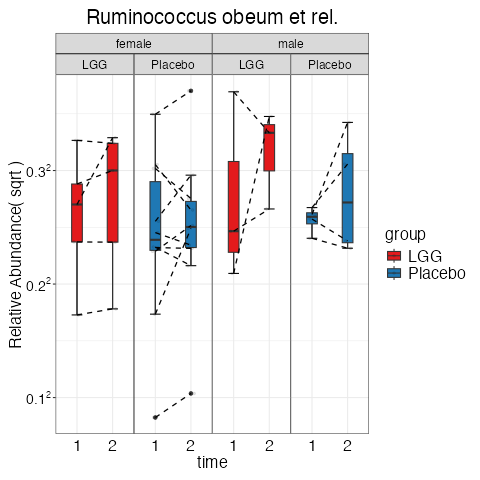 Ruminococcus obeum et rel.
female male
LGG Placebo LGG Placebo
Relative Abundance( sqrt )
0.3²
0.2²
0.1²
group
LGG
Placebo
1 2 1 2 1 2 1 2
time